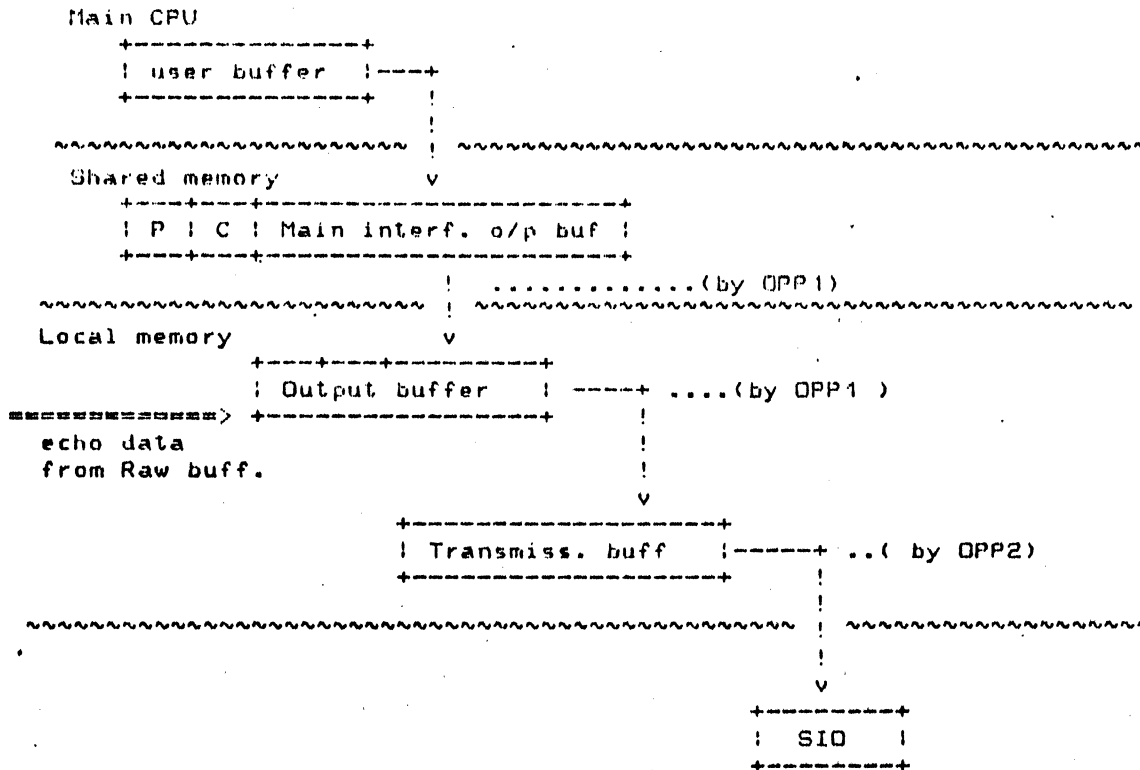 Main CPU
user buffer
Shared memory
P C Main interf. o/p buf
(by OPP1)
Local memory
Output buffer ....(by OPP1 )
echo data
from Raw buff.
Transmiss. buff ..( by OPP2)
SIO